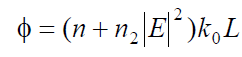 ϕ = (n + n₂|E|²)k₀L